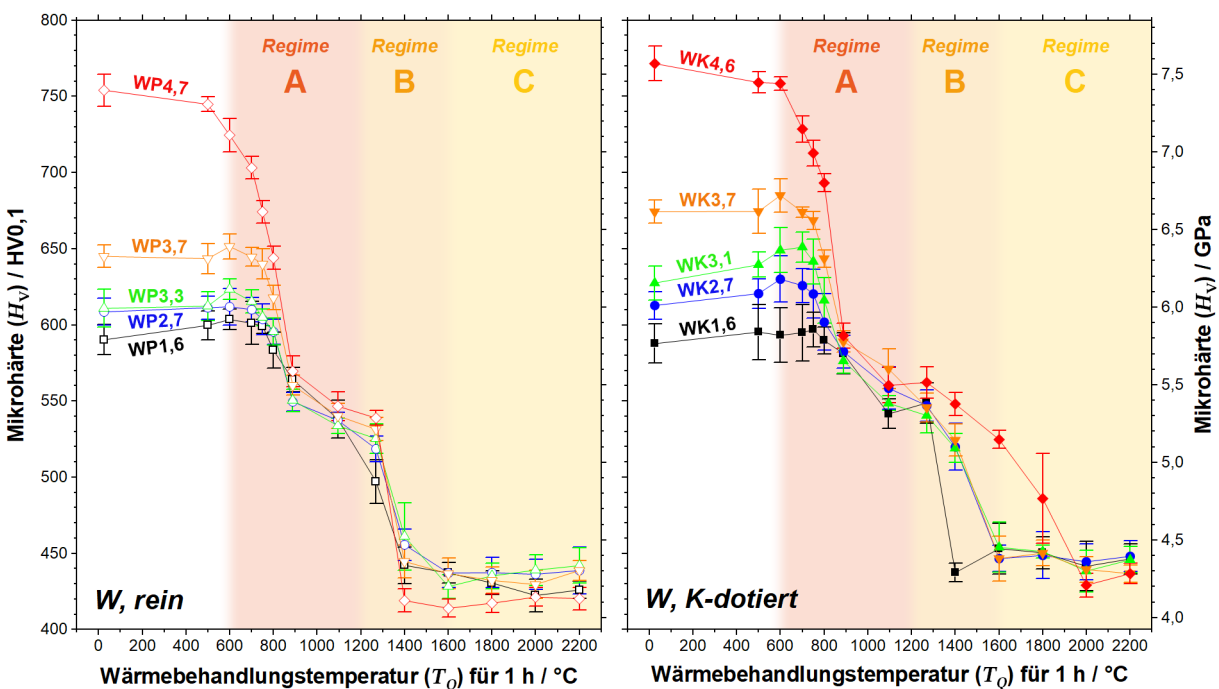 Mikrohärte (H_V) / HV0,1
800
750
700
650
600
550
500
450
400
Regime
A
Regime
B
Regime
C
WP4,7
WP3,7
WP3,3
WP2,7
WP1,6
W, rein
0 200 400 600 800 1000 1200 1400 1600 1800 2000 2200
Wärmebehandlungstemperatur (T_Q) für 1 h / °C
Regime
A
Regime
B
Regime
C
WK4,6
WK3,7
WK3,1
WK2,7
WK1,6
W, K-dotiert
0 200 400 600 800 1000 1200 1400 1600 1800 2000 2200
Wärmebehandlungstemperatur (T_Q) für 1 h / °C
7,5
7,0
6,5
6,0
5,5
5,0
4,5
4,0
Mikrohärte (H_V) / GPa